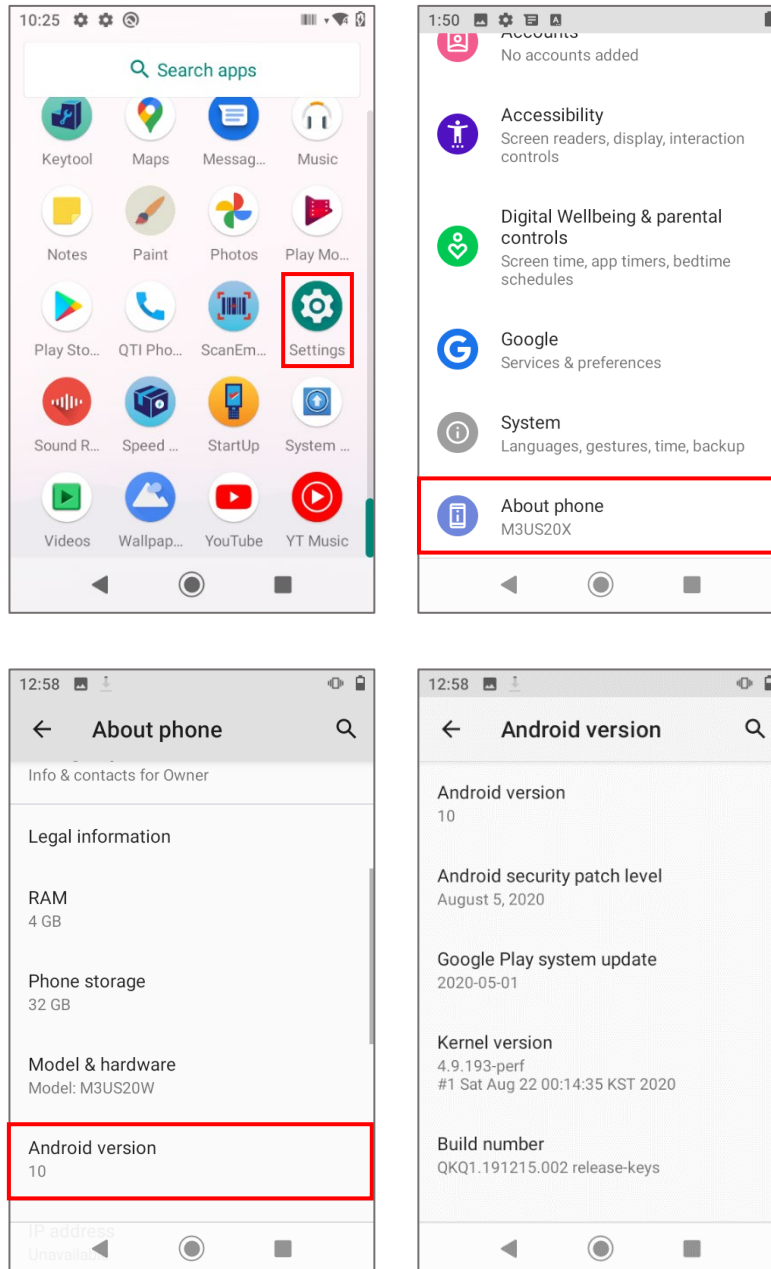 10:25
Search apps
Keytool Maps Messag... Music
Notes Paint Photos Play Mo...
Play Sto... QTI Pho... ScanEm... Settings
Sound R... Speed ... StartUp System ...
Videos Wallpap... YouTube YT Music
1:50
Accounts
No accounts added
Accessibility
Screen readers, display, interaction
controls
Digital Wellbeing & parental
controls
Screen time, app timers, bedtime
schedules
Google
Services & preferences
System
Languages, gestures, time, backup
About phone
M3US20X
12:58
About phone
Info & contacts for Owner
Legal information
RAM
4 GB
Phone storage
32 GB
Model & hardware
Model: M3US20W
Android version
10
IP address
12:58
Android version
Android version
10
Android security patch level
August 5, 2020
Google Play system update
2020-05-01
Kernel version
4.9.193-perf
#1 Sat Aug 22 00:14:35 KST 2020
Build number
QKQ1.191215.002 release-keys